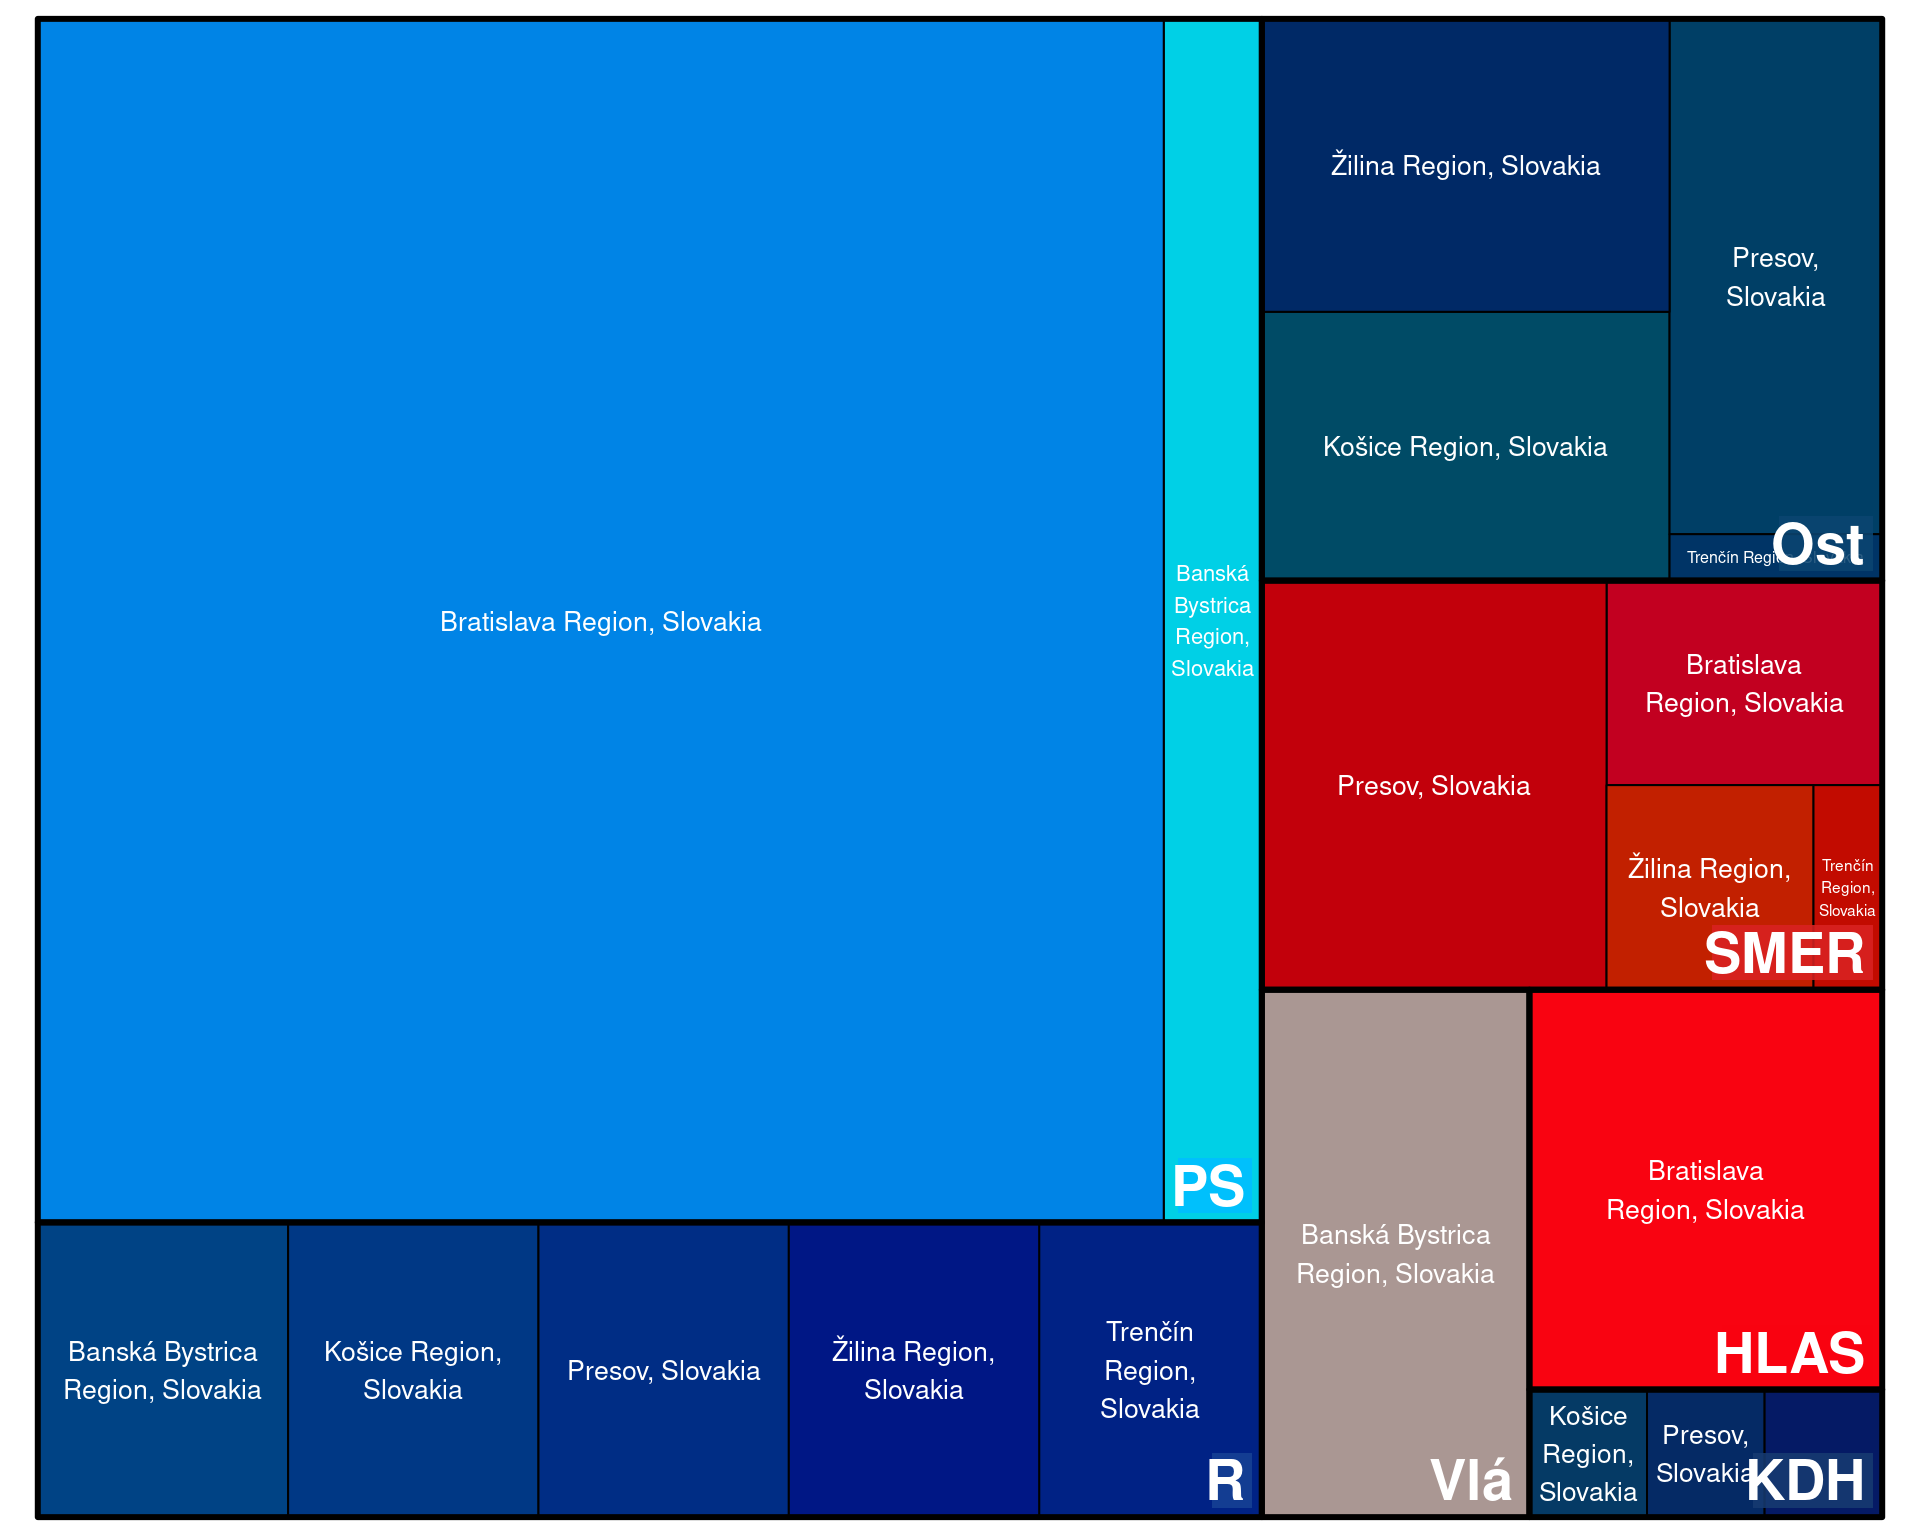 Bratislava Region, Slovakia
Banská
Bystrica
Region,
Slovakia
PS
Banská Bystrica
Region, Slovakia
Košice Region,
Slovakia
Presov, Slovakia
Žilina Region,
Slovakia
Trenčín
Region,
Slovakia
R
Žilina Region, Slovakia
Košice Region, Slovakia
Presov,
Slovakia
Trenčín
Ost
Presov, Slovakia
Bratislava
Region, Slovakia
Žilina Region,
Slovakia
Trenčín
Region,
Slovakia
SMER
Banská Bystrica
Region, Slovakia
Vlá
Bratislava
Region, Slovakia
HLAS
Košice
Region,
Slovakia
Presov,
Slovakia
KDH